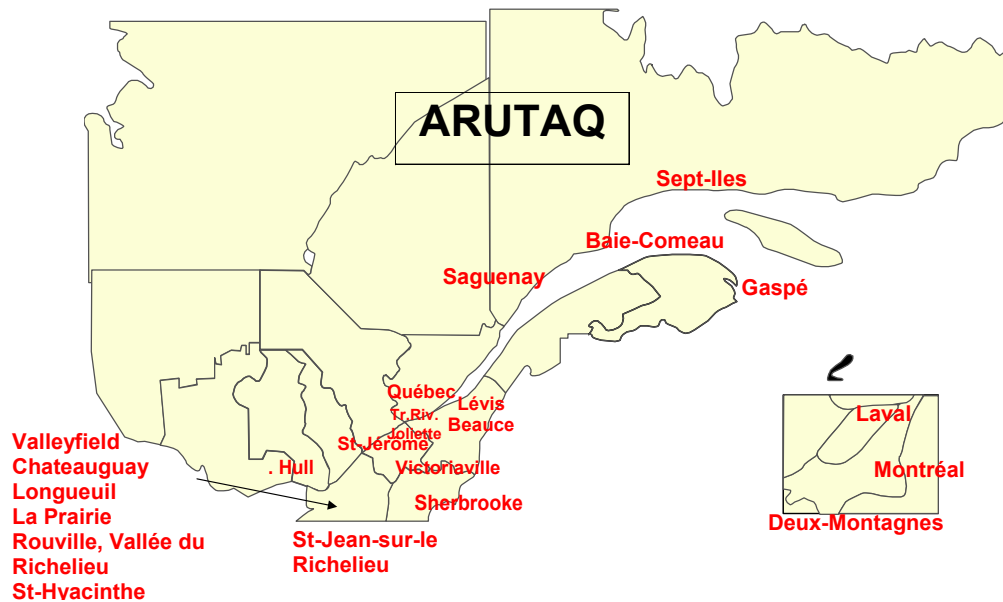 ARUTAQ
Sept-Iles
Baie-Comeau
Saguenay
Gaspé
Québec
Lévis
Tr.Riv.
Beauce
Joliette
St-Jérôme
Victoriaville
. Hull
Sherbrooke
Valleyfield
Chateauguay
Longueuil
La Prairie
Rouville, Vallée du
Richelieu
St-Hyacinthe
St-Jean-sur-le
Richelieu
Laval
Montréal
Deux-Montagnes